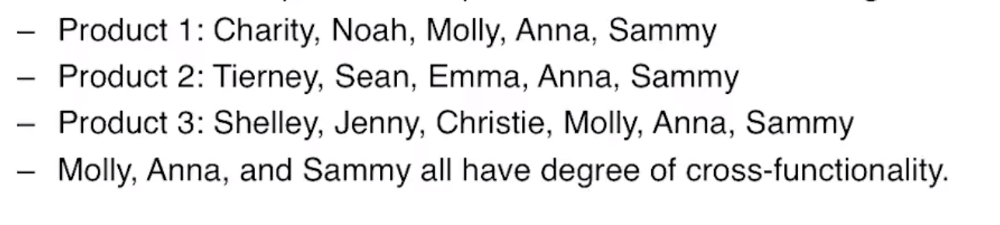 – Product 1: Charity, Noah, Molly, Anna, Sammy
– Product 2: Tierney, Sean, Emma, Anna, Sammy
– Product 3: Shelley, Jenny, Christie, Molly, Anna, Sammy
– Molly, Anna, and Sammy all have degree of cross-functionality.